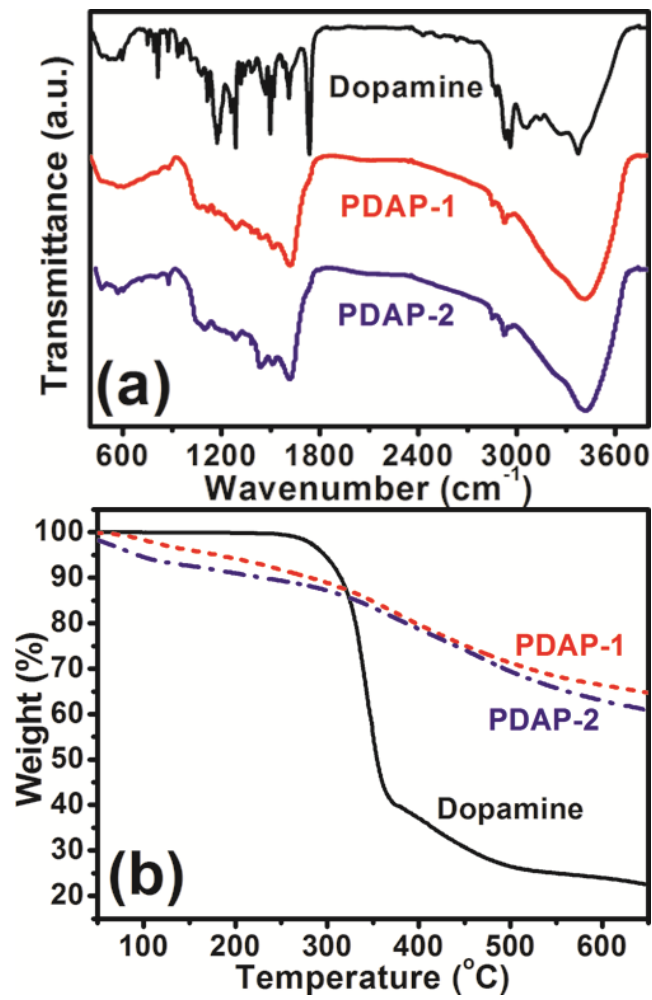 Transmittance (a.u.)
Dopamine
PDAP-1
PDAP-2
(a)
600 1200 1800 2400 3000 3600
Wavenumber (cm⁻¹)
Weight (%)
100
90
80
70
60
50
40
30
20
PDAP-1
PDAP-2
Dopamine
(b)
100 200 300 400 500 600
Temperature (°C)